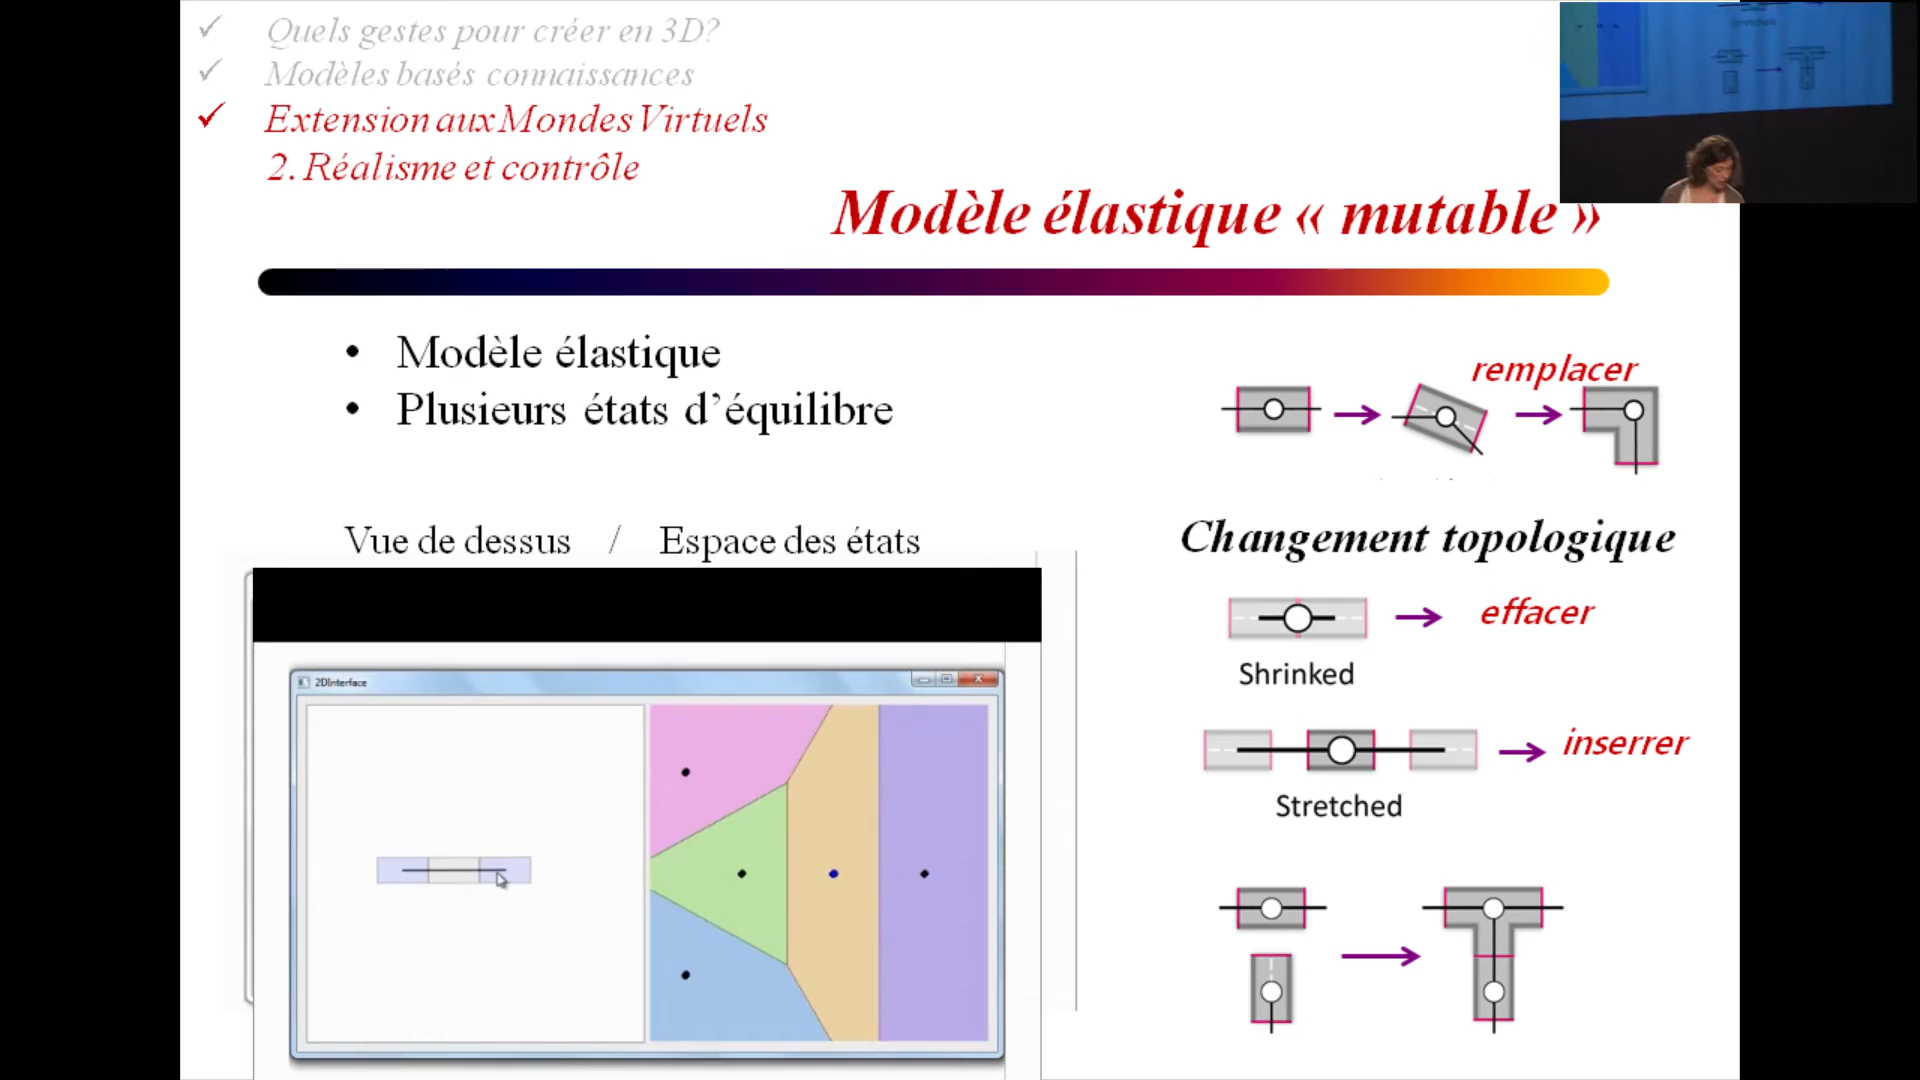 Quels gestes pour créer en 3D?
Modèles basés connaissances
Extension aux Mondes Virtuels
2. Réalisme et contrôle
Modèle élastique « mutable »
Modèle élastique
Plusieurs états d'équilibre
remplacer
Vue de dessus / Espace des états
Changement topologique
effacer
Shrinked
2DInterface
inserrer
Stretched
Stretched